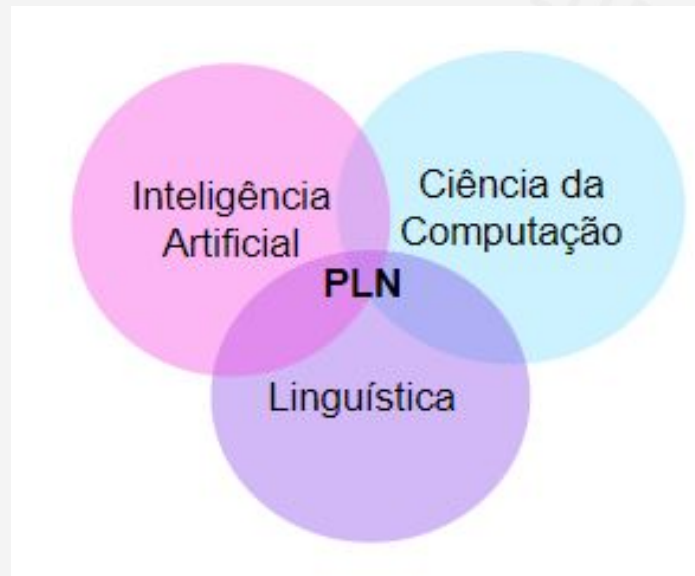 Inteligência
Artificial
Ciência da
Computação
PLN
Linguística